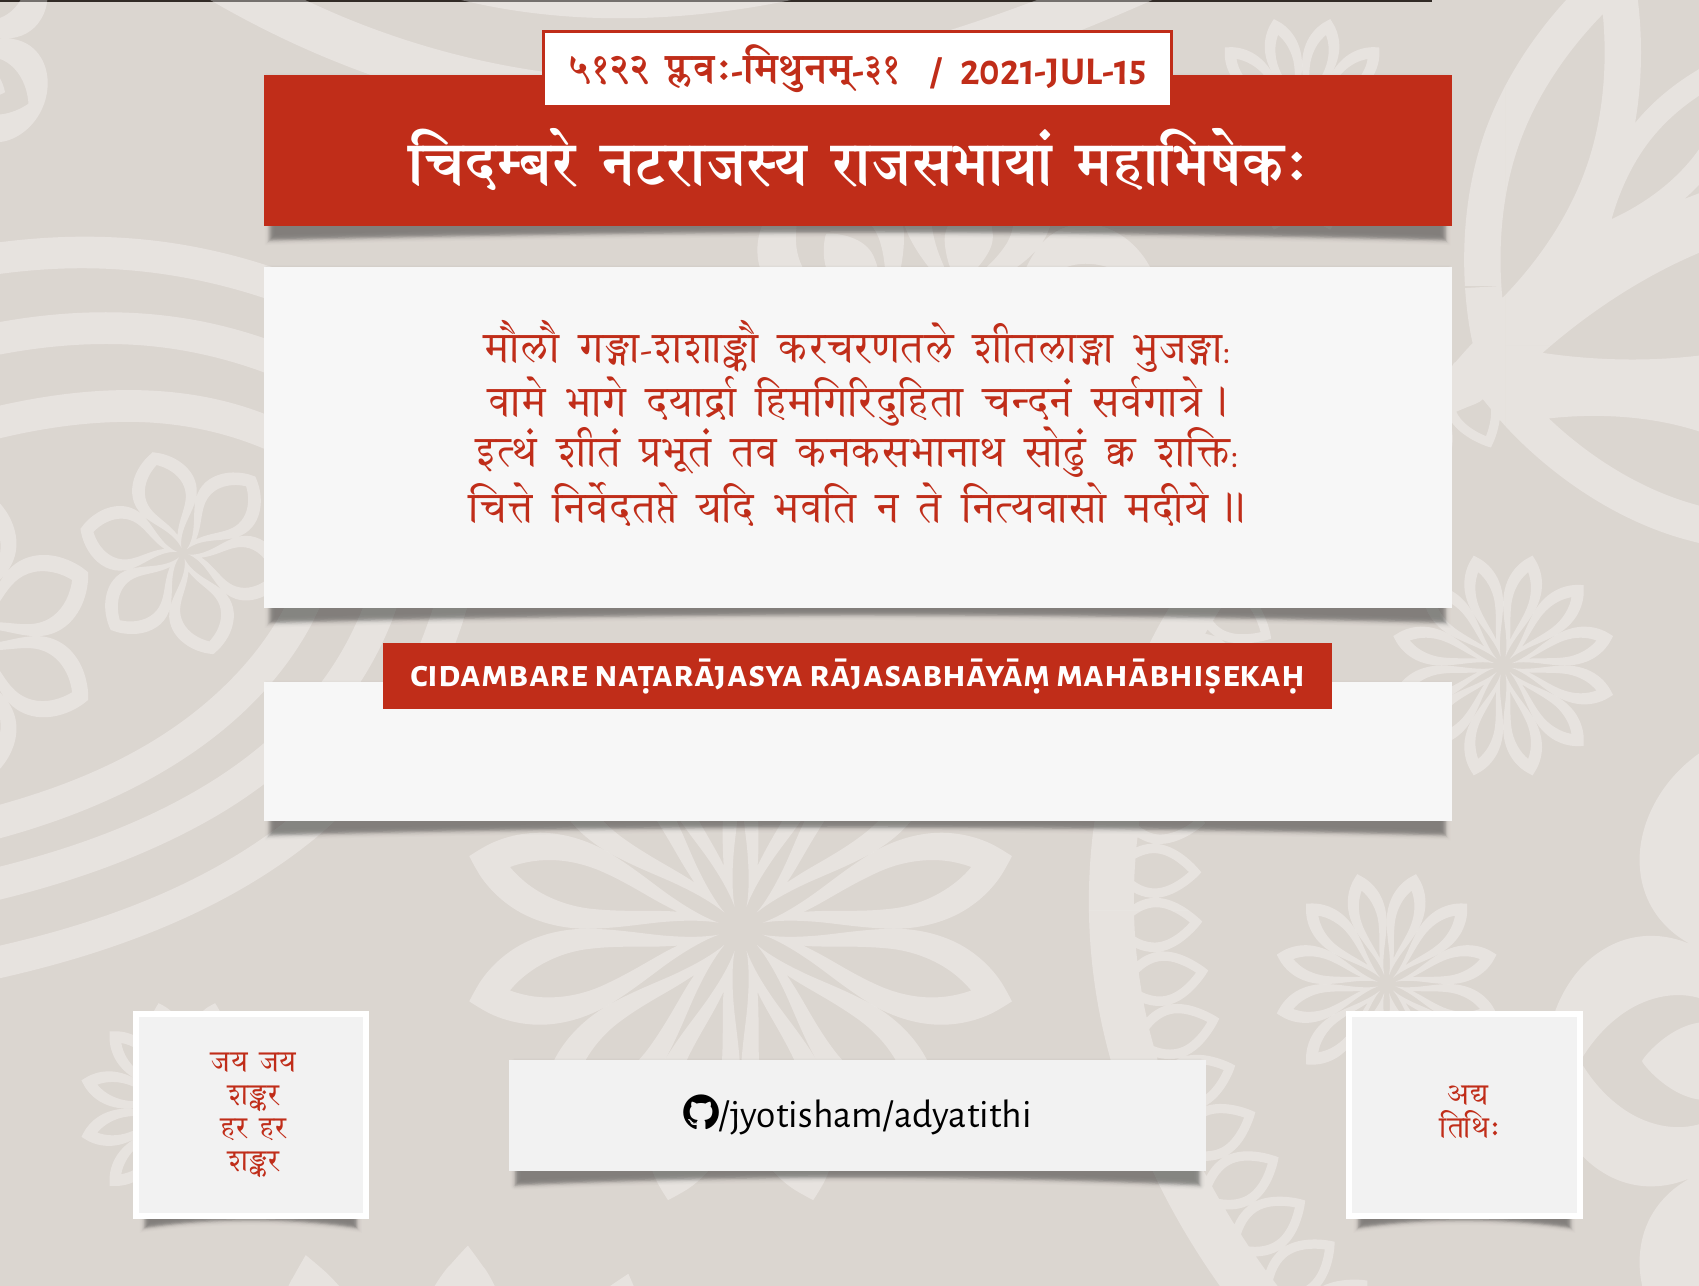 ५१२२ प्लवः-मिथुनम्-३१ / 2021-JUL-15
चिदम्बरे नटराजस्य राजसभायां महाभिषेकः
मौलौ गङ्गा-शशाङ्कौ करचरणतले शीतलाङ्गा भुजङ्गाः
वामे भागे दयार्द्रा हिमगिरिदुहिता चन्दनं सर्वगात्रे ।
इत्थं शीतं प्रभूतं तव कनकसभानाथ सोढुं क्व शक्तिः
चित्ते निर्वेदतप्ते यदि भवति न ते नित्यवासो मदीये ॥
CIDAMBARE NAṬARĀJASYA RĀJASABHĀYĀṂ MAHĀBHIṢEKAḤ
जय जय
शङ्कर
हर हर
शङ्कर
/jyotisham/adyatithi
अद्य
तिथिः